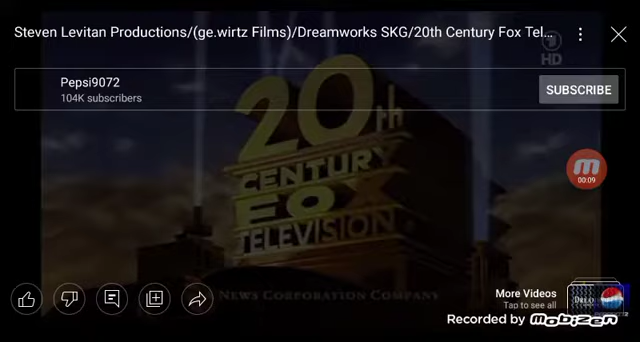 Steven Levitan Productions/(ge.wirtz Films)/Dreamworks SKG/20th Century Fox Tel...
HD
Pepsi9072
104K subscribers
SUBSCRIBE
20th
CENTURY
FOX
TELEVISION
00:09
NEWS CORPORATION COMPANY
More Videos
Tap to see all
Recorded by Mobizen